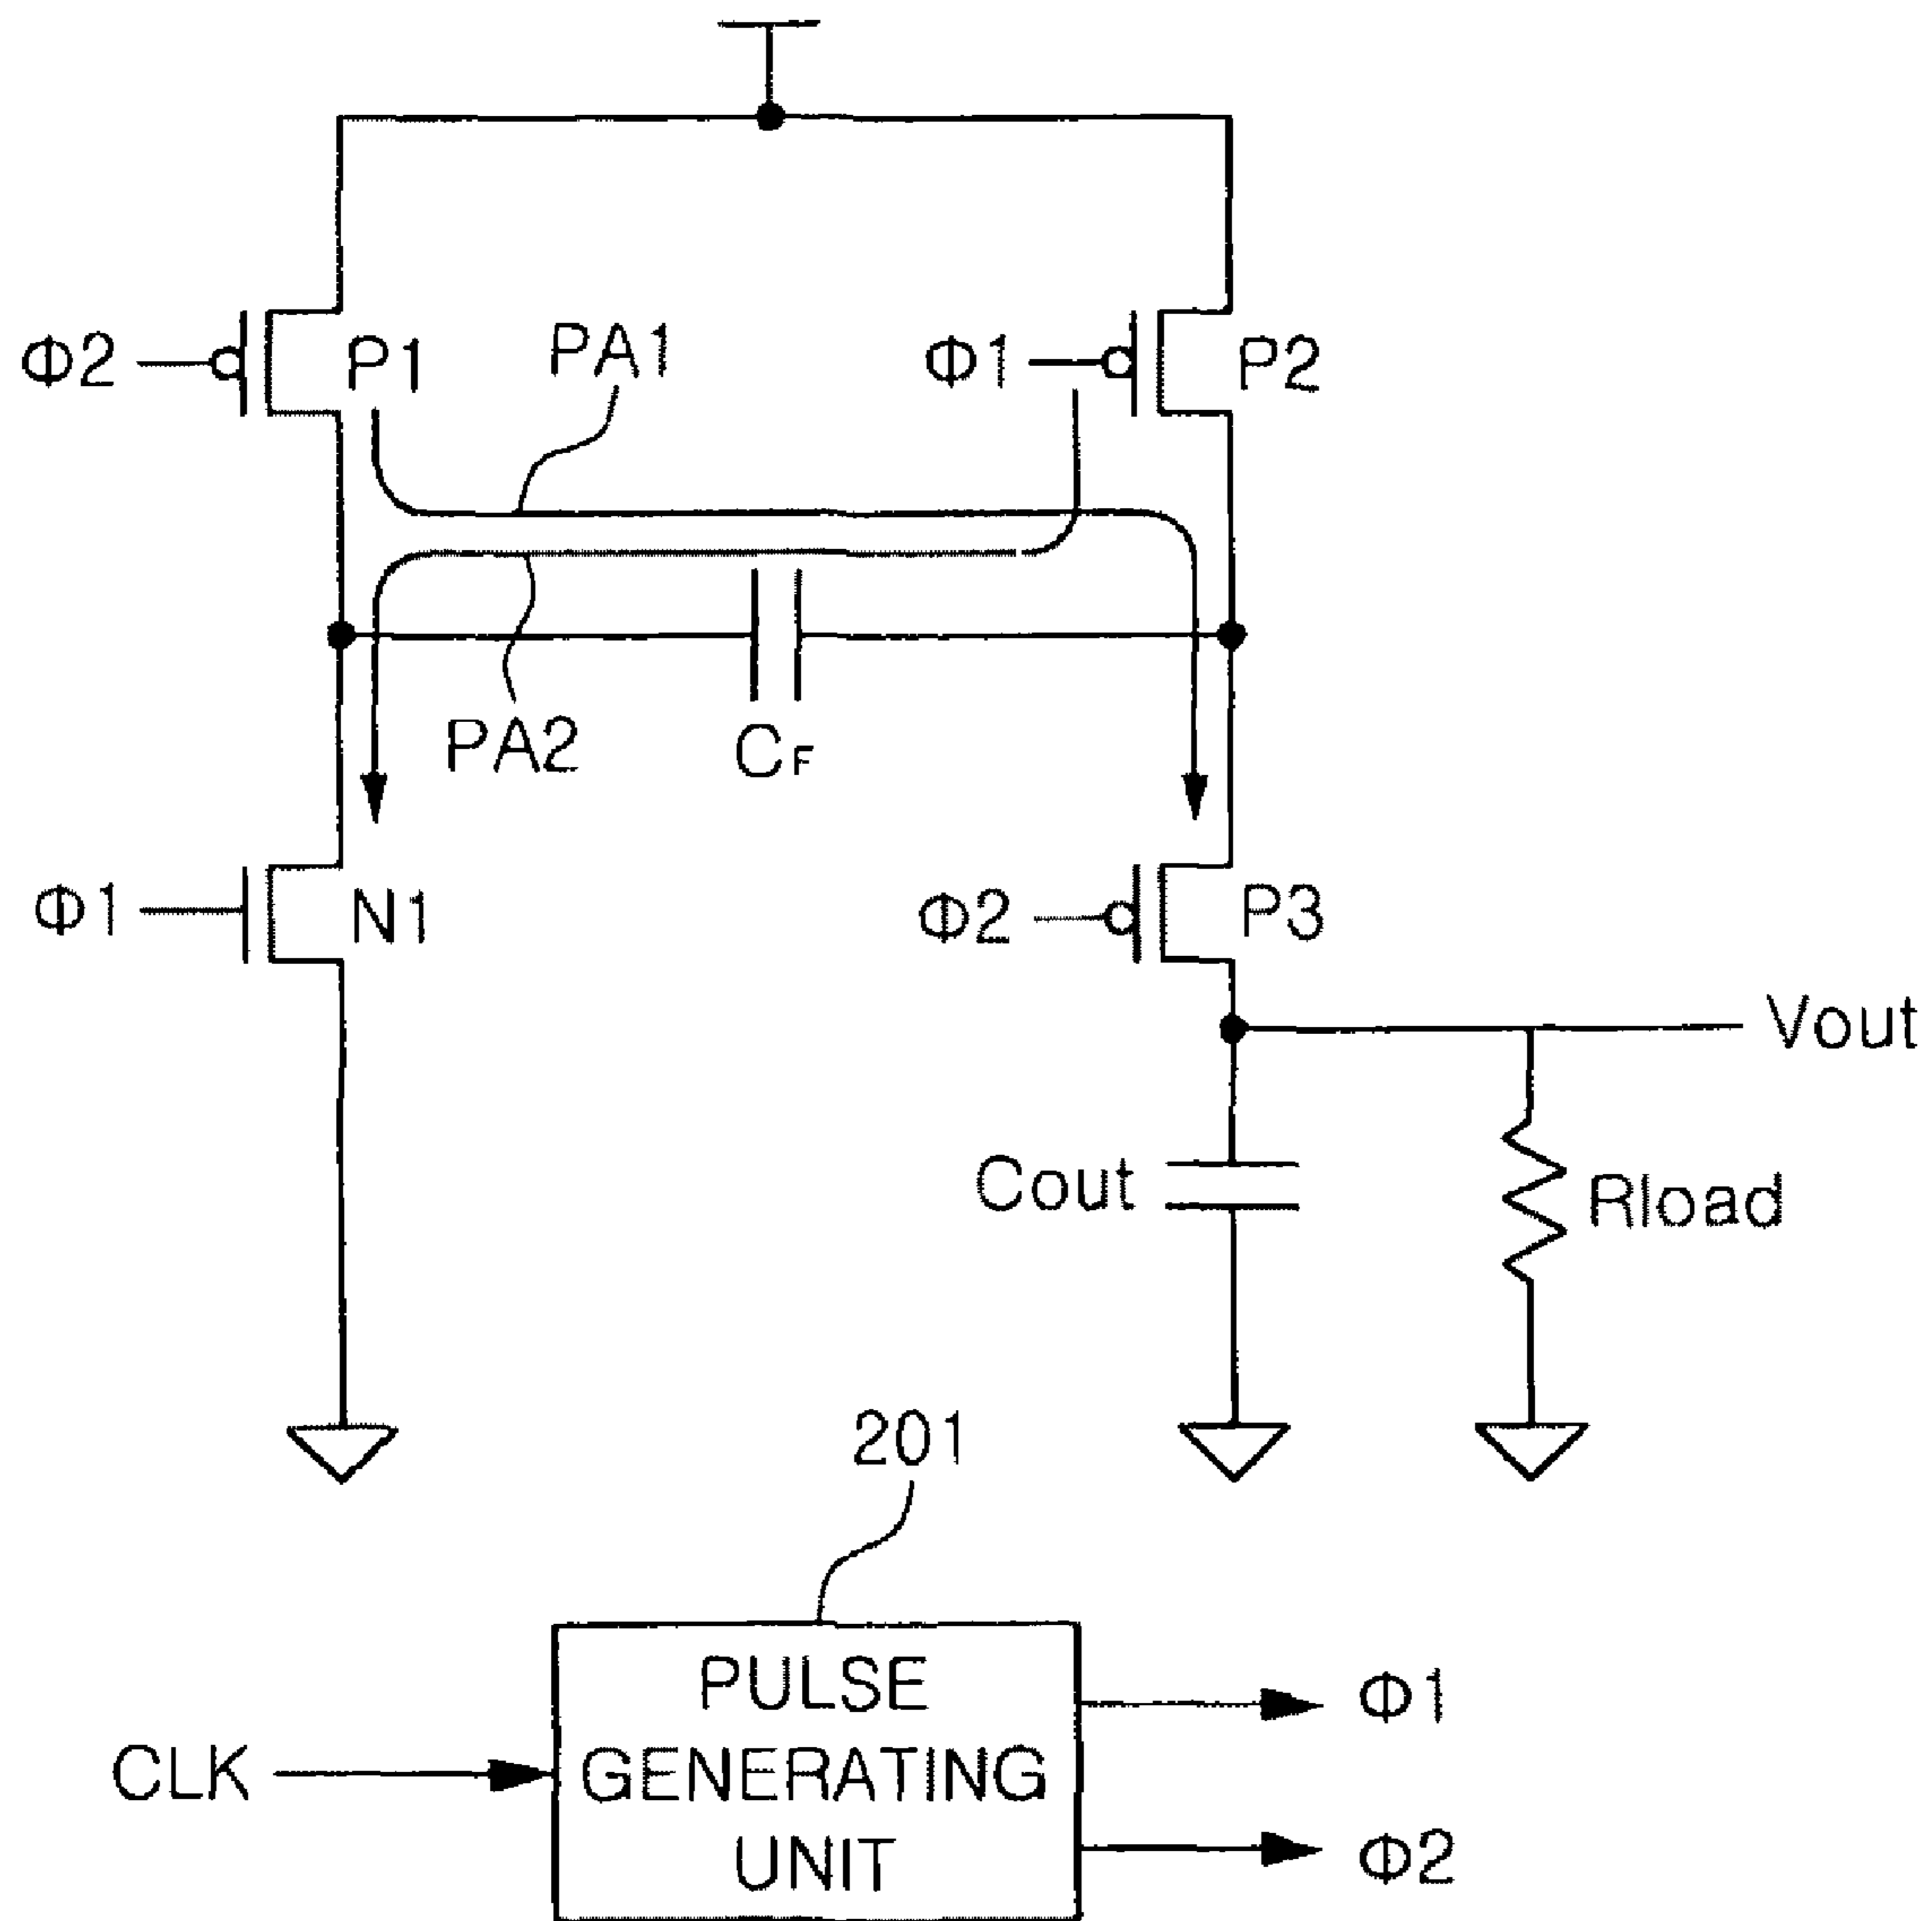 Φ2
P1
PA1
Φ1
P2
PA2
CF
Φ1
N1
Φ2
P3
Vout
Cout
Rload
201
PULSE
GENERATING
UNIT
CLK
Φ1
Φ2